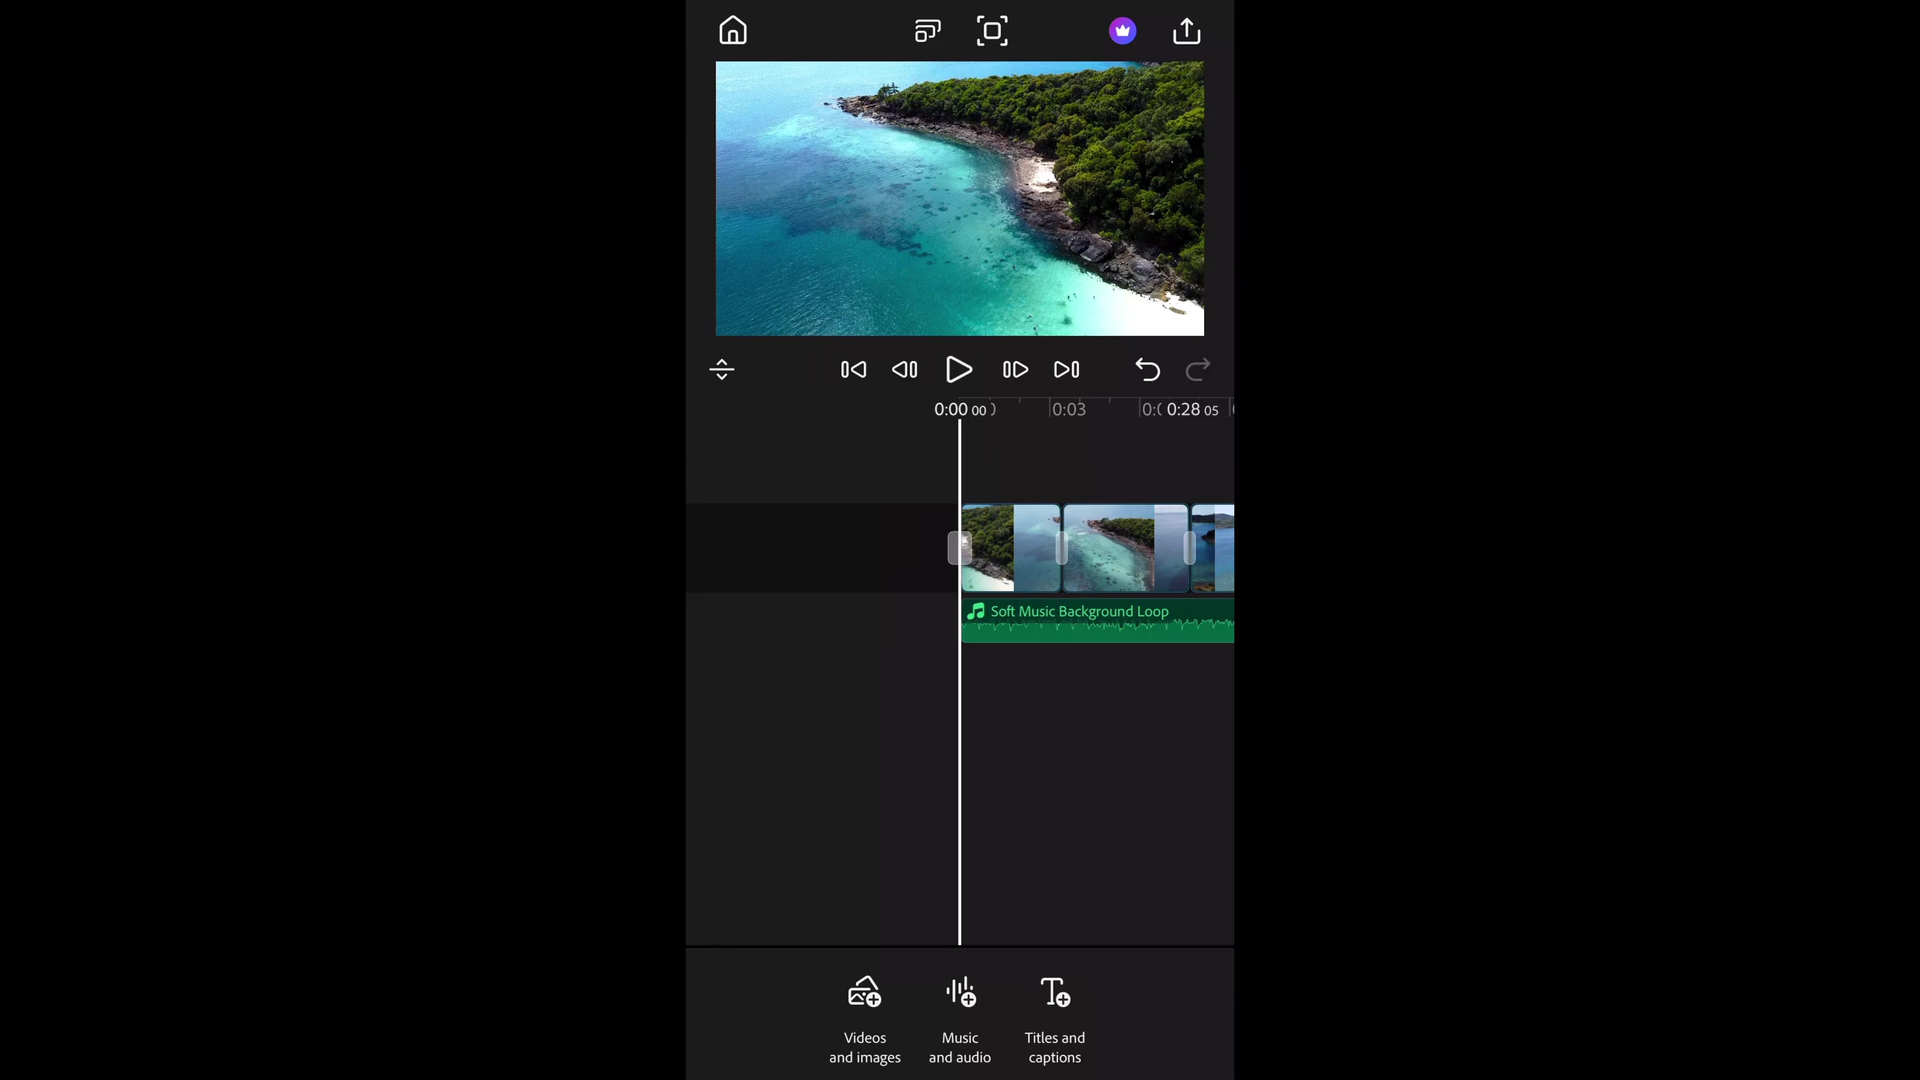 0:00 00
0:03
0:28 05
Soft Music Background Loop
Videos
and images
Music
and audio
Titles and
captions